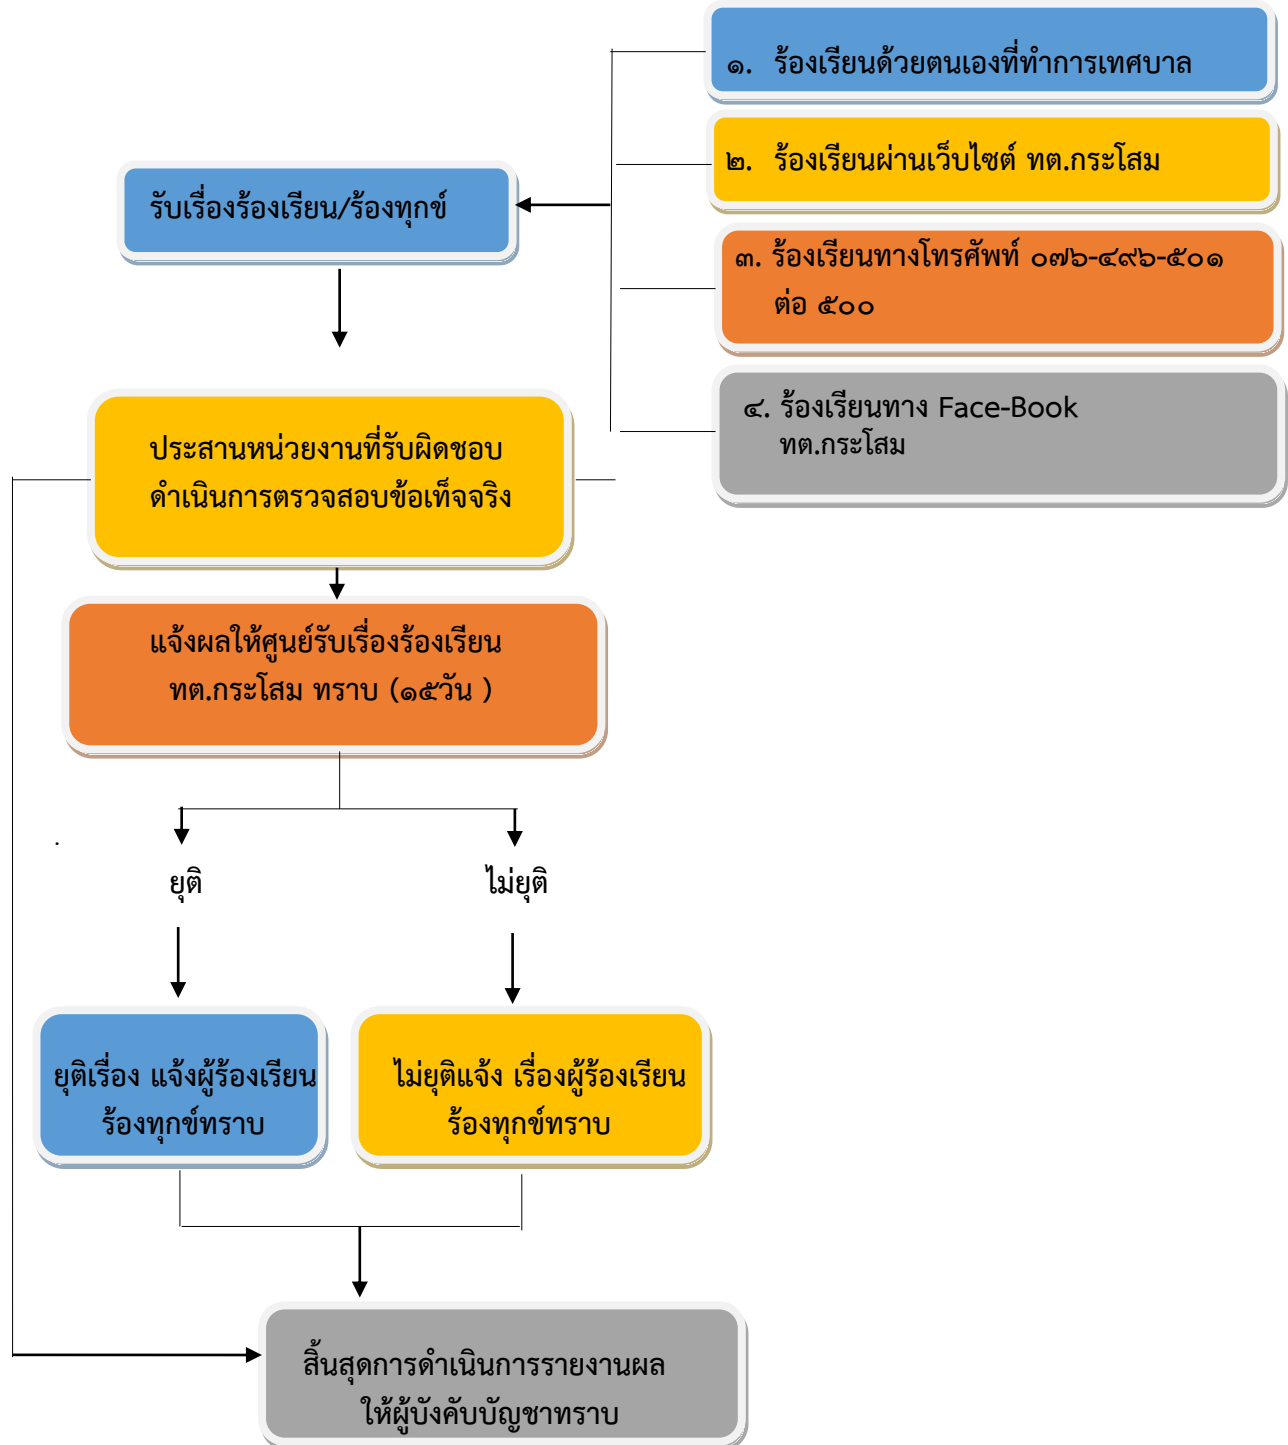 ๑. ร้องเรียนด้วยตนเองที่ทำการเทศบาล
๒. ร้องเรียนผ่านเว็บไซต์ ทต.กระโสม
รับเรื่องร้องเรียน/ร้องทุกข์
๓. ร้องเรียนทางโทรศัพท์ ๐๗๖-๔๙๖-๕๐๑
ต่อ ๕๐๐
๔. ร้องเรียนทาง Face-Book
ทต.กระโสม
ประสานหน่วยงานที่รับผิดชอบ
ดำเนินการตรวจสอบข้อเท็จจริง
แจ้งผลให้ศูนย์รับเรื่องร้องเรียน
ทต.กระโสม ทราบ (๑๕วัน )
.
ยุติ
ไม่ยุติ
ยุติเรื่อง แจ้งผู้ร้องเรียน
ร้องทุกข์ทราบ
ไม่ยุติแจ้ง เรื่องผู้ร้องเรียน
ร้องทุกข์ทราบ
สิ้นสุดการดำเนินการรายงานผล
ให้ผู้บังคับบัญชาทราบ